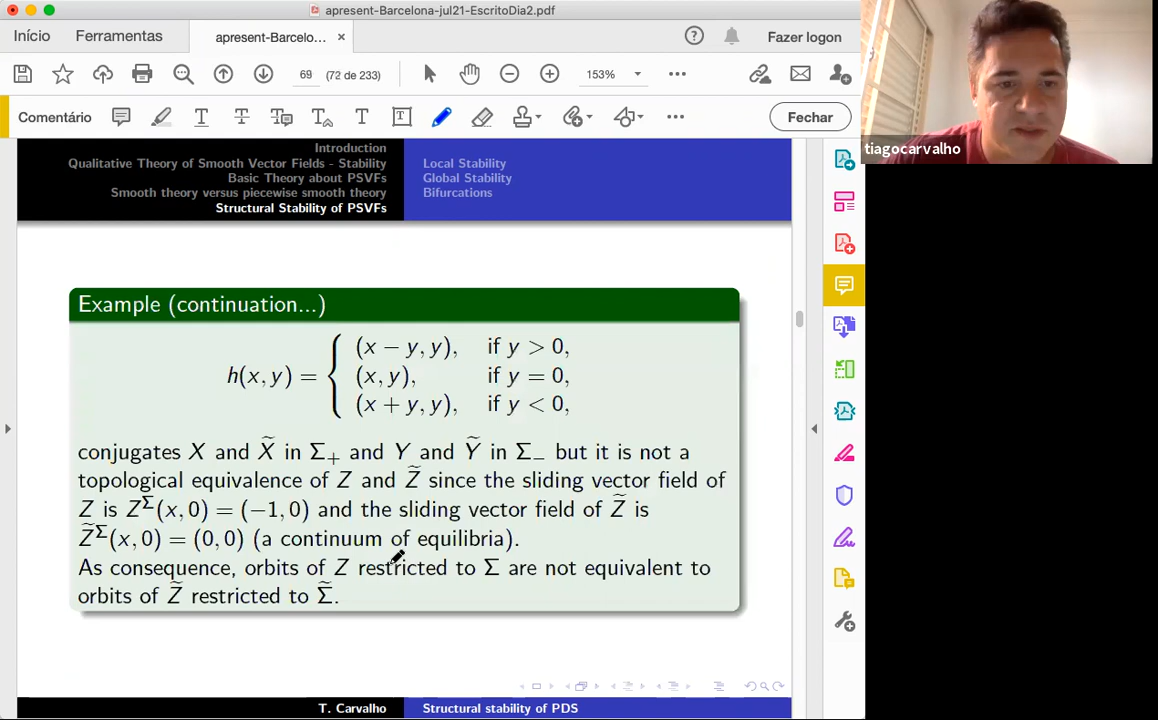 apresent-Barcelona-jul21-EscritoDia2.pdf
Início
Ferramentas
apresent-Barcelo...
Fazer logon
69
(72 de 233)
153%
Comentário
Fechar
tiagocarvalho
Introduction
Qualitative Theory of Smooth Vector Fields - Stability
Basic Theory about PSVFs
Smooth theory versus piecewise smooth theory
Structural Stability of PSVFs
Local Stability
Global Stability
Bifurcations
Example (continuation...)
(x − y, y), if y > 0,
h(x, y) = { (x, y), if y = 0,
(x + y, y), if y < 0,
conjugates X and X̃ in Σ₊ and Y and Ỹ in Σ₋ but it is not a
topological equivalence of Z and Z̃ since the sliding vector field of
Z is Z^Σ(x, 0) = (−1, 0) and the sliding vector field of Z̃ is
Z̃^Σ(x, 0) = (0, 0) (a continuum of equilibria).
As consequence, orbits of Z restricted to Σ are not equivalent to
orbits of Z̃ restricted to Σ̃.
T. Carvalho
Structural stability of PDS